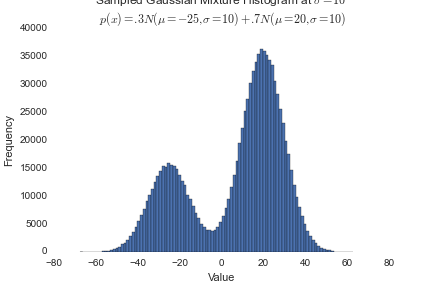 Sampled Gaussian Mixture Histogram at σ=10
p(x)=.3N(μ=−25,σ=10)+.7N(μ=20,σ=10)
40000
35000
30000
25000
20000
15000
10000
5000
0
Frequency
−80 −60 −40 −20 0 20 40 60 80
Value